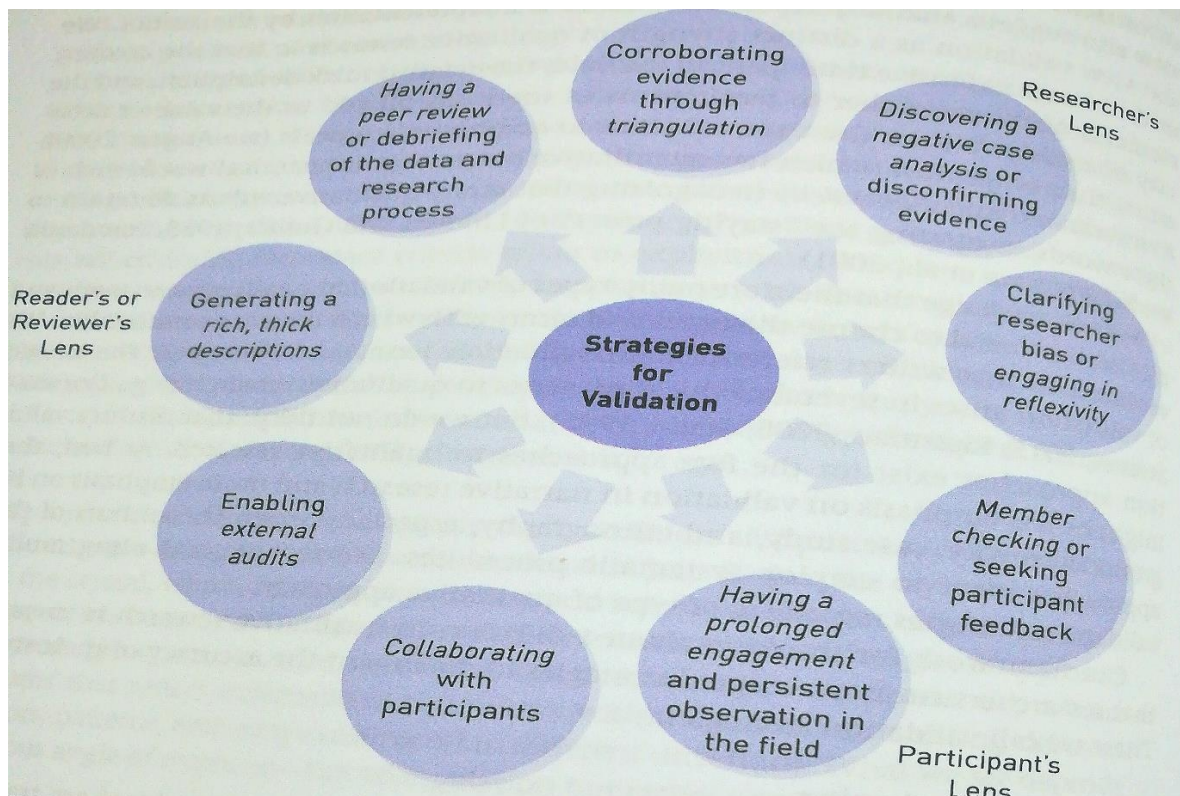 Corroborating
evidence
through
triangulation
Researcher's
Lens
Discovering a
negative case
analysis or
disconfirming
evidence
Clarifying
researcher
bias or
engaging in
reflexivity
Member
checking or
seeking
participant
feedback
Participant's
Lens
Having a
prolonged
engagement
and persistent
observation in
the field
Collaborating
with
participants
Enabling
external
audits
Reader's or
Reviewer's
Lens
Generating a
rich, thick
descriptions
Having a
peer review
or debriefing
of the data and
research
process
Strategies
for
Validation